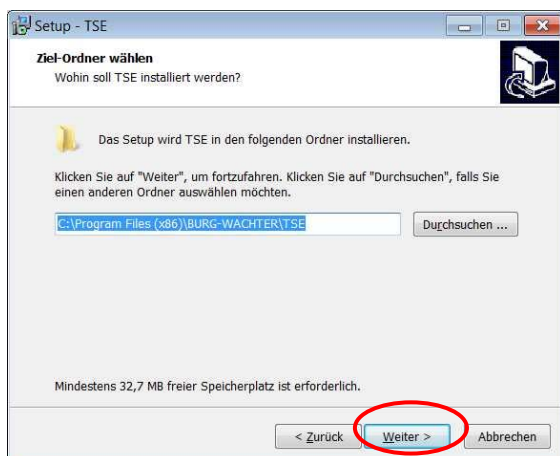 Setup - TSE
Ziel-Ordner wählen
Wohin soll TSE installiert werden?
Das Setup wird TSE in den folgenden Ordner installieren.
Klicken Sie auf "Weiter", um fortzufahren. Klicken Sie auf "Durchsuchen", falls Sie
einen anderen Ordner auswählen möchten.
C:\Program Files (x86)\BURG-WACHTER\TSE
Durchsuchen ...
Mindestens 32,7 MB freier Speicherplatz ist erforderlich.
< Zurück Weiter > Abbrechen